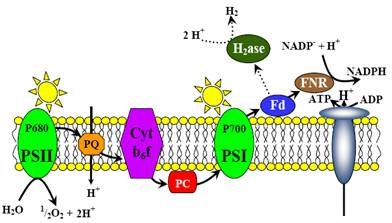 H₂
2 H⁺
H₂ase
NADP⁺ + H⁺
FNR
NADPH
Fd
ATP
H⁺
ADP
P680
PSII
PQ
Cyt
b₆f
PC
P700
PSI
H⁺
H₂O
¹/₂O₂ + 2H⁺